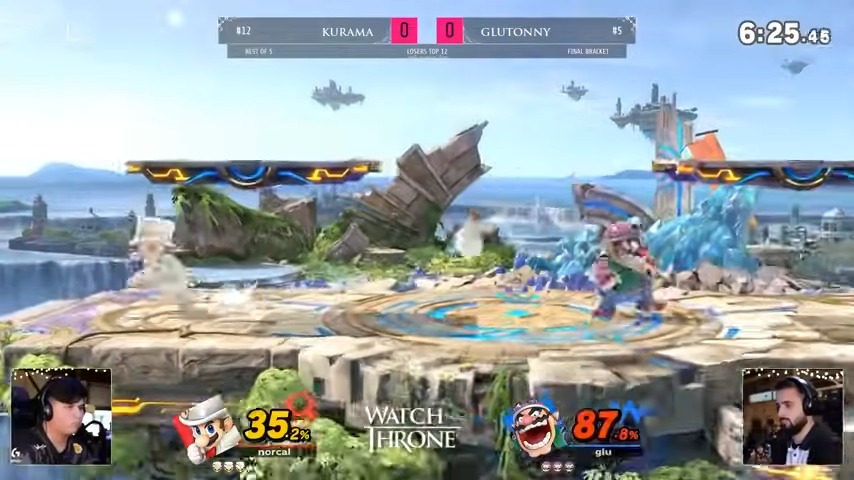 #12 KURAMA 0 0 GLUTONNY #5
BEST OF 5 LOSERS TOP 12 FINAL BRACKET
6:25.45
35.2%
norcal
WATCH
THRONE
87.8%
glu